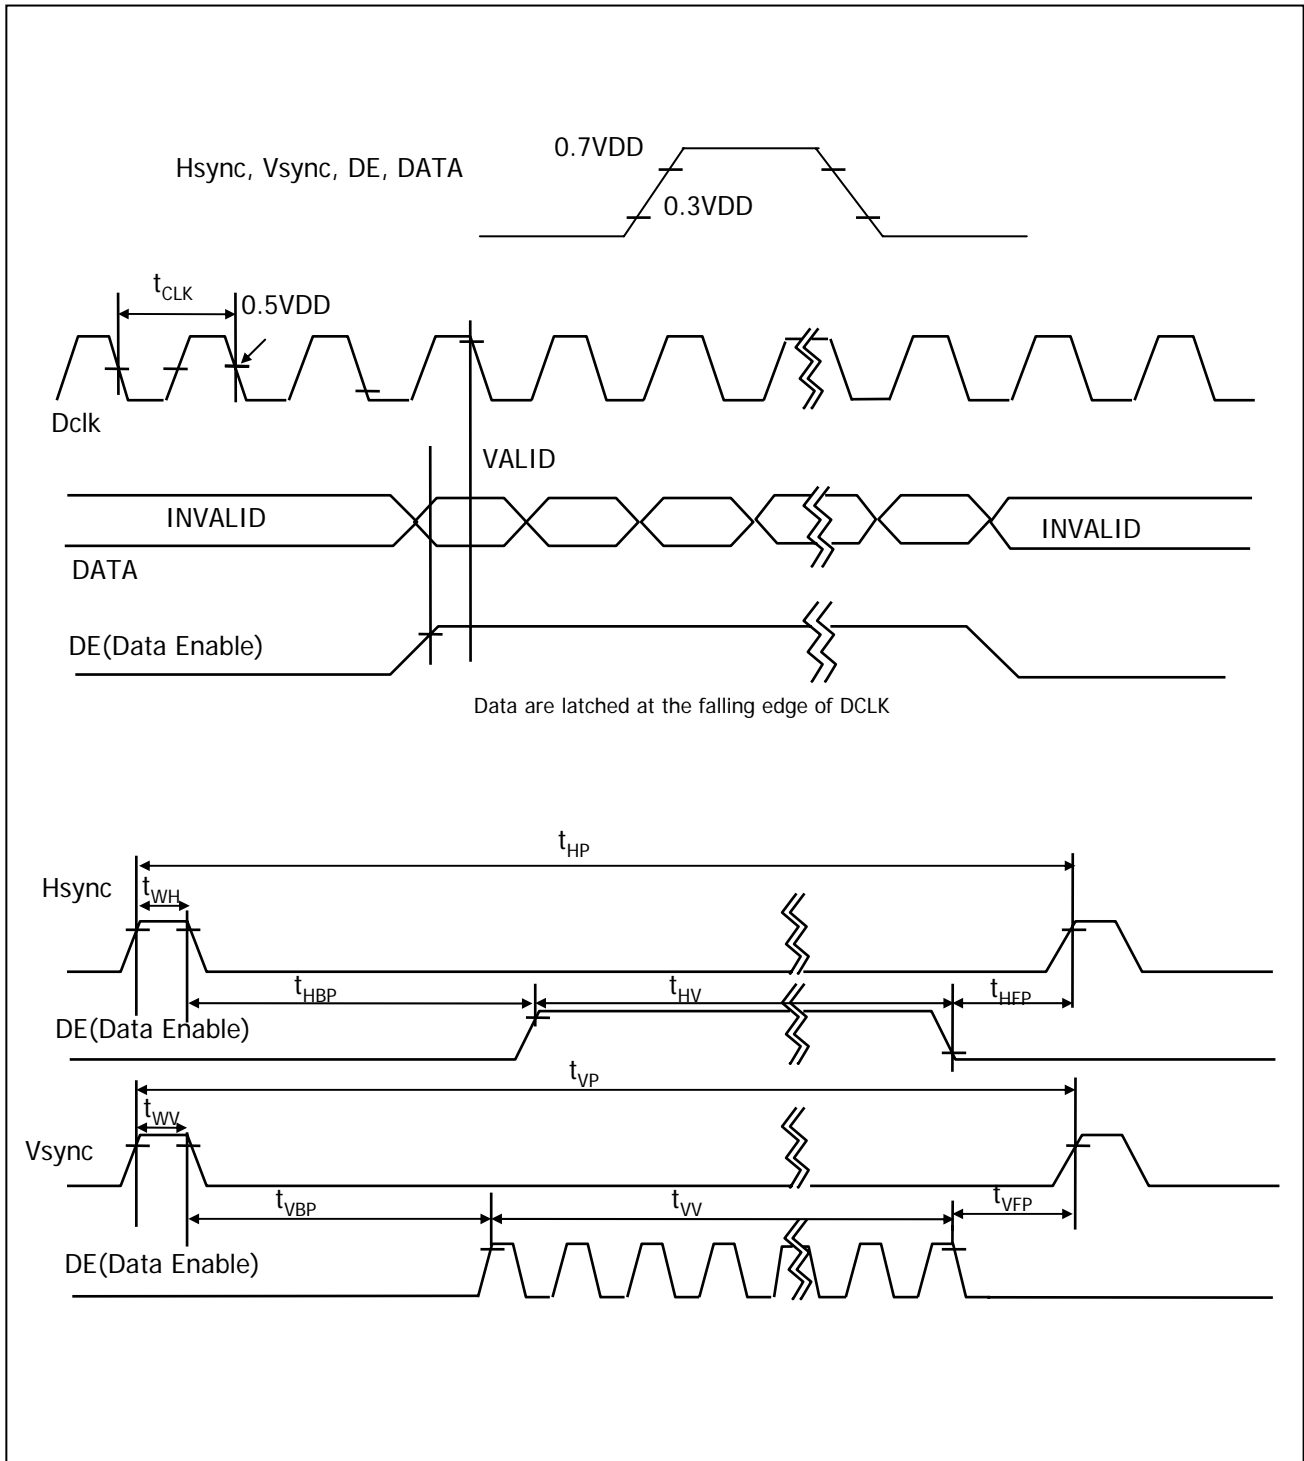 0.7VDD
Hsync, Vsync, DE, DATA
0.3VDD
tCLK
0.5VDD
Dclk
VALID
INVALID
INVALID
DATA
DE(Data Enable)
Data are latched at the falling edge of DCLK
tHP
Hsync
tWH
tHBP
tHV
tHFP
DE(Data Enable)
tVP
tWV
Vsync
tVBP
tVV
tVFP
DE(Data Enable)